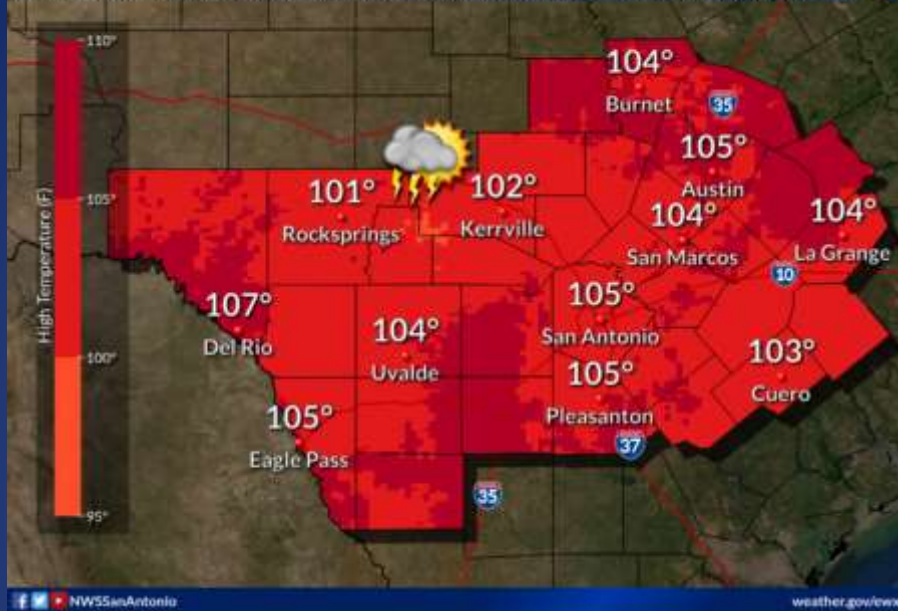 110°
105°
High Temperature (F)
100°
95°
104°
Burnet
35
105°
Austin
101°
Rocksprings
102°
Kerrville
104°
San Marcos
104°
La Grange
10
107°
Del Rio
104°
Uvalde
105°
San Antonio
105°
Pleasanton
103°
Cuero
105°
Eagle Pass
37
35
NWSSanAntonio
weather.gov/ewx